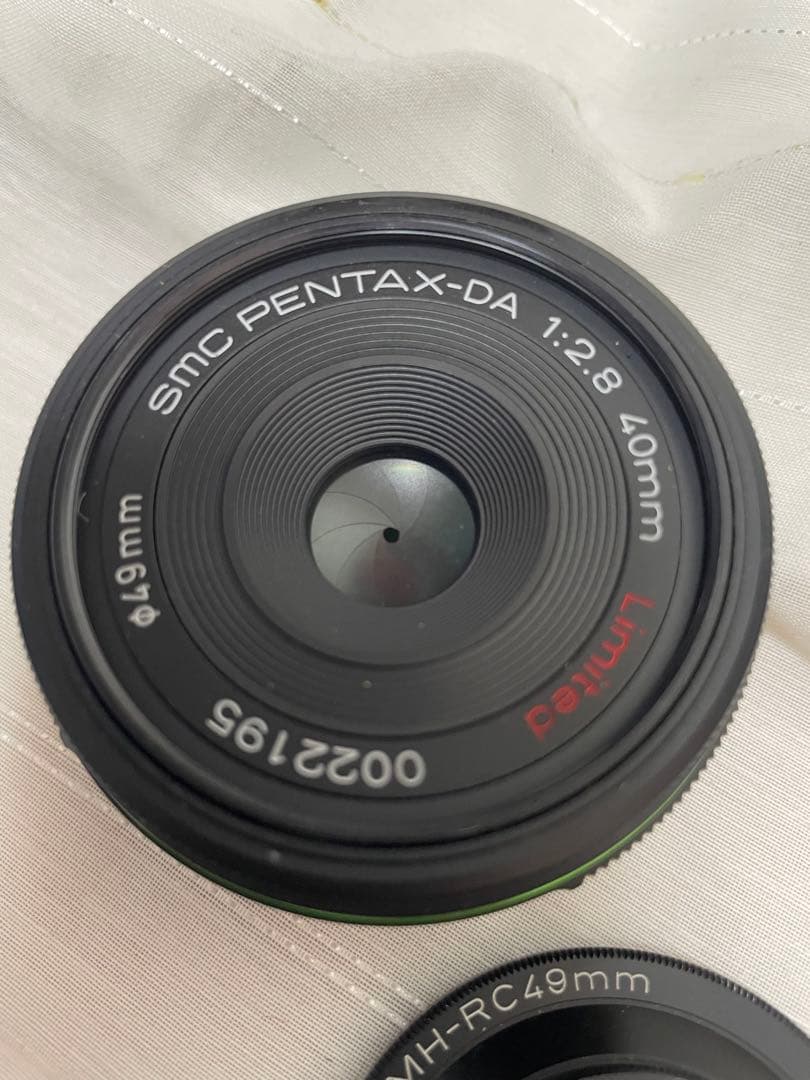 smc PENTAX-DA 1:2.8 40mm Limited
0022195
φ49mm
MH-RC49mm